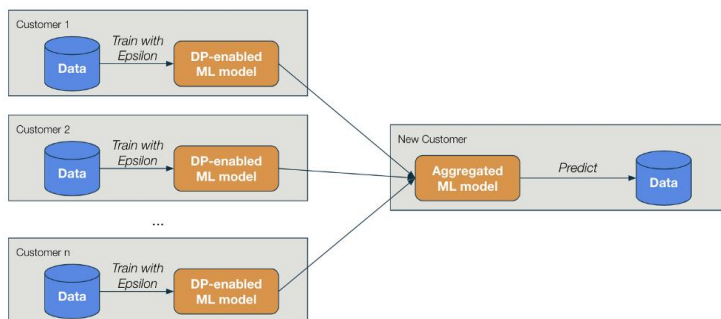 Customer 1
Train with
Epsilon
Data
DP-enabled
ML model
Customer 2
Train with
Epsilon
Data
DP-enabled
ML model
...
Customer n
Train with
Epsilon
Data
DP-enabled
ML model
New Customer
Aggregated
ML model
Predict
Data